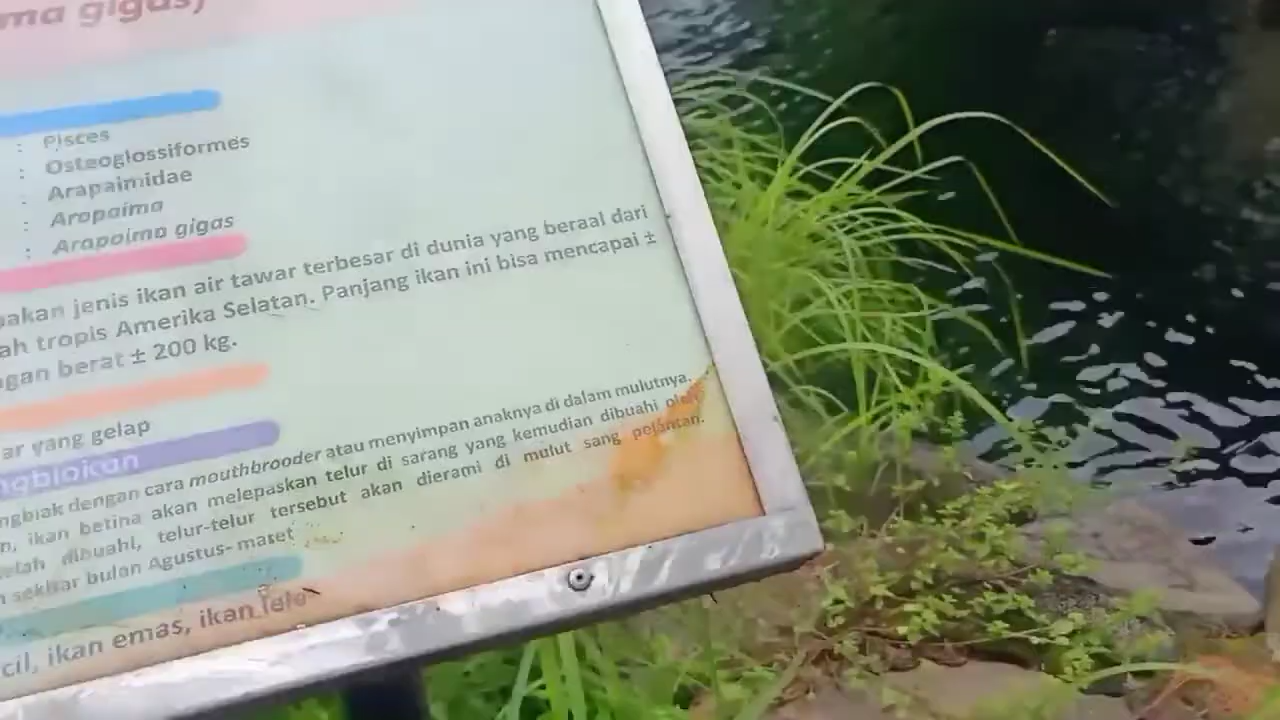 ma gigas)
: Pisces
: Osteoglossiformes
Arapaimidae
: Arapaima
: Arapaima gigas
pakan jenis ikan air tawar terbesar di dunia yang beraal dari
ah tropis Amerika Selatan. Panjang ikan ini bisa mencapai ±
ngan berat ± 200 kg.
ar yang gelap
ngbiakan
ngbiak dengan cara mouthbrooder atau menyimpan anaknya di dalam mulutnya.
n, ikan betina akan melepaskan telur di sarang yang kemudian dibuahi oleh
elah dibuahi, telur-telur tersebut akan dierami di mulut sang pejantan.
n sekitar bulan Agustus- maret
cil, ikan emas, ikan lele